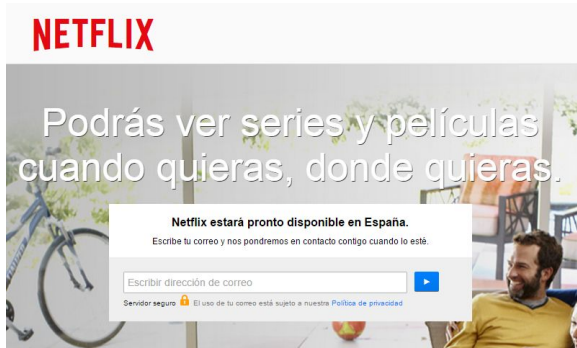 NETFLIX
Podrás ver series y películas
cuando quieras, donde quieras.
Netflix estará pronto disponible en España.
Escribe tu correo y nos pondremos en contacto contigo cuando lo esté.
Escribir dirección de correo
Servidor seguro El uso de tu correo está sujeto a nuestra Política de privacidad